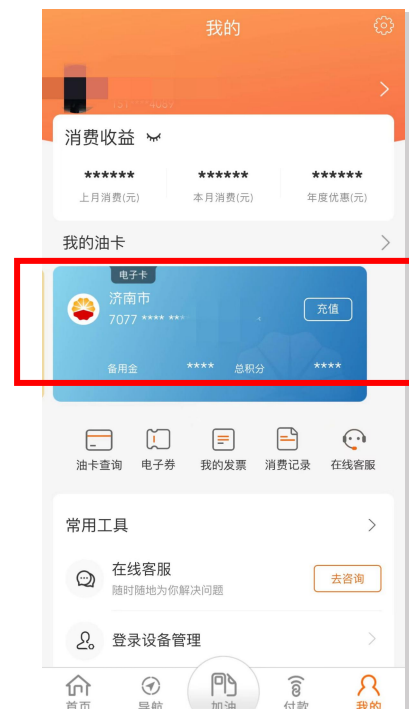 我的
消费收益
****** ****** ******
上月消费(元) 本月消费(元) 年度优惠(元)
我的油卡
电子卡
济南市
7077 **** ***
充值
备用金 **** 总积分 ****
油卡查询 电子券 我的发票 消费记录 在线客服
常用工具
在线客服
随时随地为你解决问题
去咨询
登录设备管理
首页 导航 加油 付款 我的